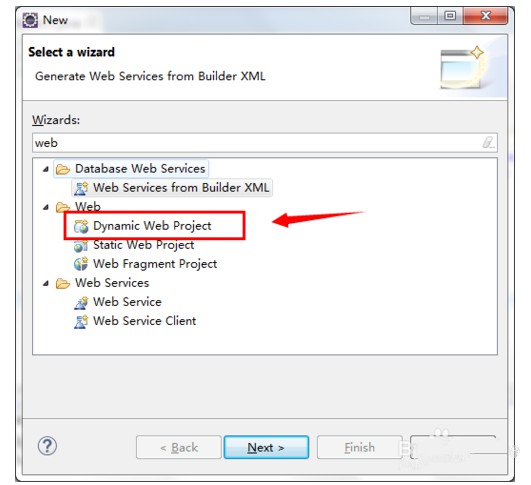 New
Select a wizard
Generate Web Services from Builder XML
Wizards:
web
Database Web Services
Web Services from Builder XML
Web
Dynamic Web Project
Static Web Project
Web Fragment Project
Web Services
Web Service
Web Service Client
?
< Back Next > Finish